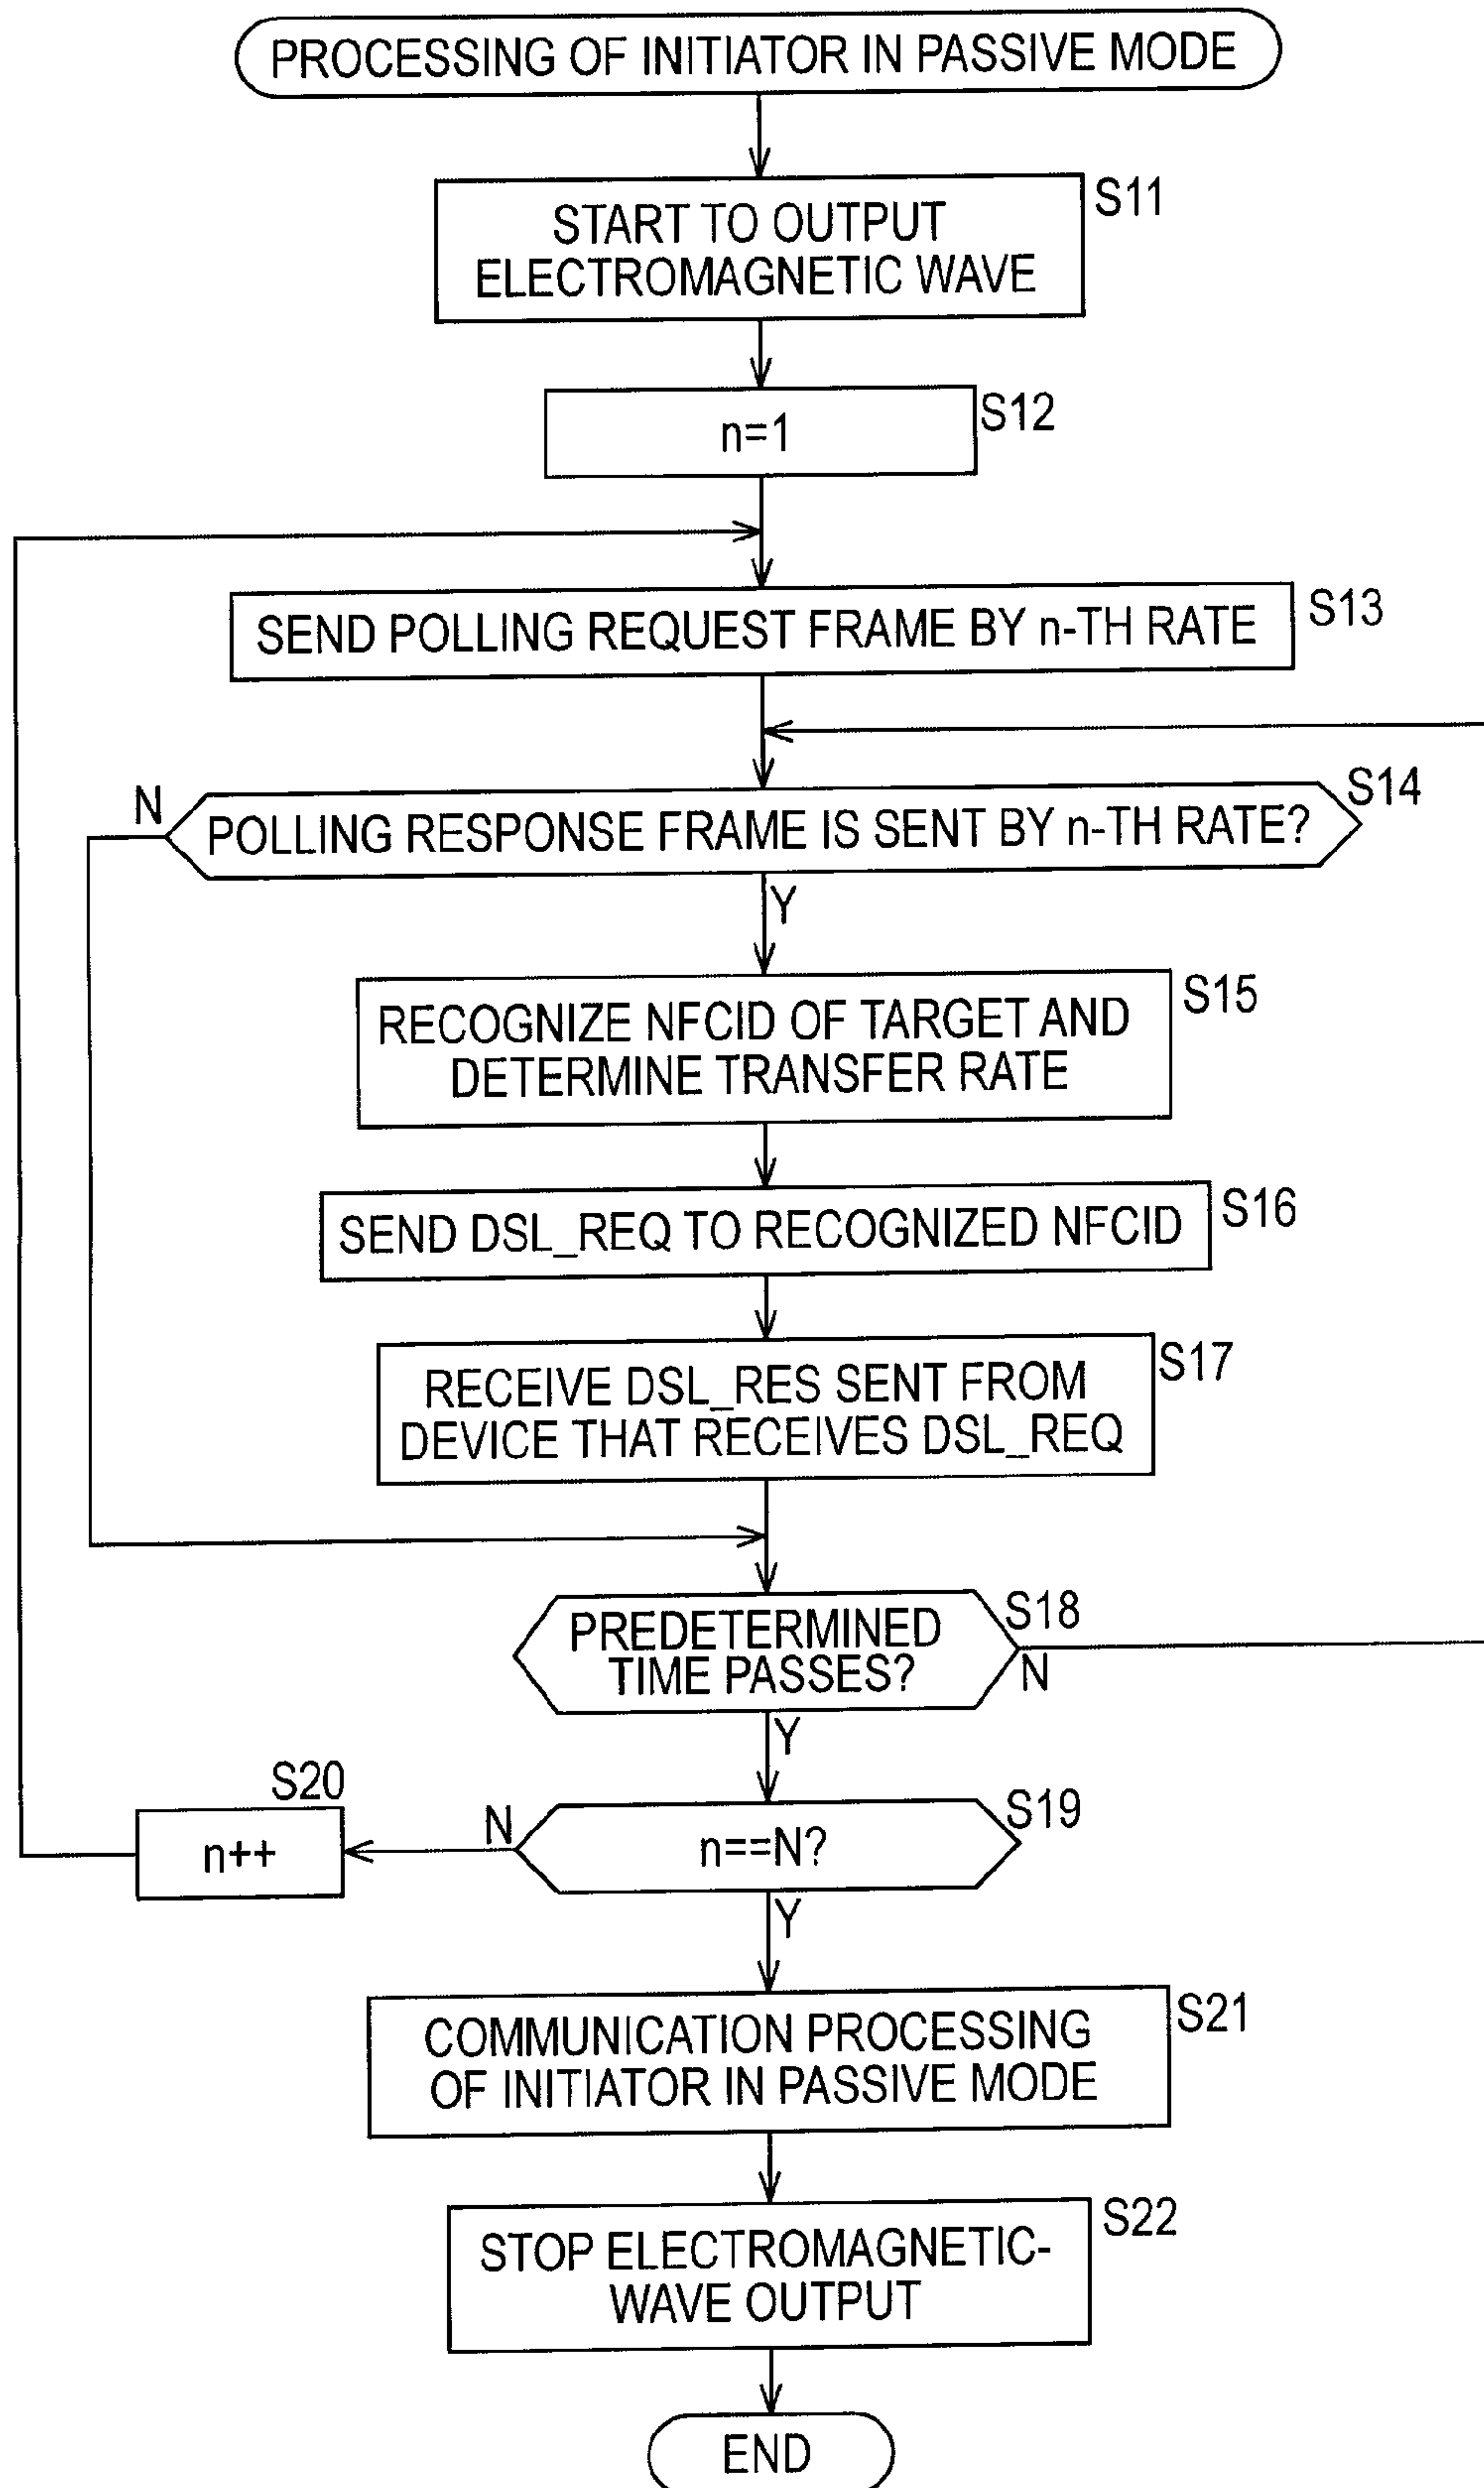 PROCESSING OF INITIATOR IN PASSIVE MODE
START TO OUTPUT
ELECTROMAGNETIC WAVE
S11
n=1
S12
SEND POLLING REQUEST FRAME BY n-TH RATE
S13
N
POLLING RESPONSE FRAME IS SENT BY n-TH RATE?
S14
Y
RECOGNIZE NFCID OF TARGET AND
DETERMINE TRANSFER RATE
S15
SEND DSL_REQ TO RECOGNIZED NFCID
S16
RECEIVE DSL_RES SENT FROM
DEVICE THAT RECEIVES DSL_REQ
S17
PREDETERMINED
TIME PASSES?
S18
N
Y
S20
n++
N
n==N?
S19
Y
COMMUNICATION PROCESSING
OF INITIATOR IN PASSIVE MODE
S21
STOP ELECTROMAGNETIC-
WAVE OUTPUT
S22
END